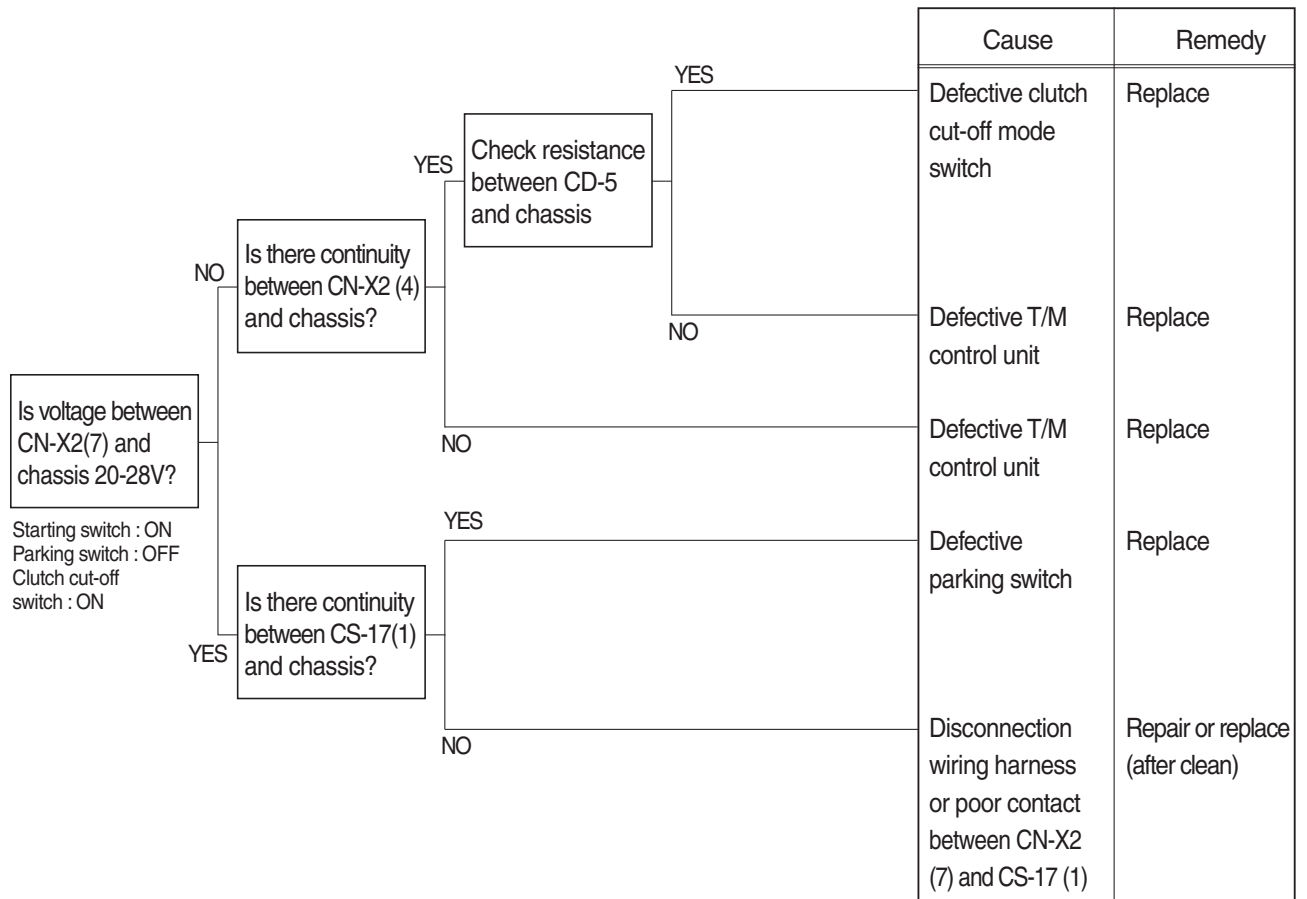 Cause
Remedy
YES
Defective clutch
cut-off mode
switch
Replace
Check resistance
between CD-5
and chassis
YES
Is there continuity
between CN-X2 (4)
and chassis?
NO
NO
Defective T/M
control unit
Replace
Is voltage between
CN-X2(7) and
chassis 20-28V?
Starting switch : ON
Parking switch : OFF
Clutch cut-off
switch : ON
NO
Defective T/M
control unit
Replace
YES
Defective
parking switch
Replace
Is there continuity
between CS-17(1)
and chassis?
YES
NO
Disconnection
wiring harness
or poor contact
between CN-X2
(7) and CS-17 (1)
Repair or replace
(after clean)